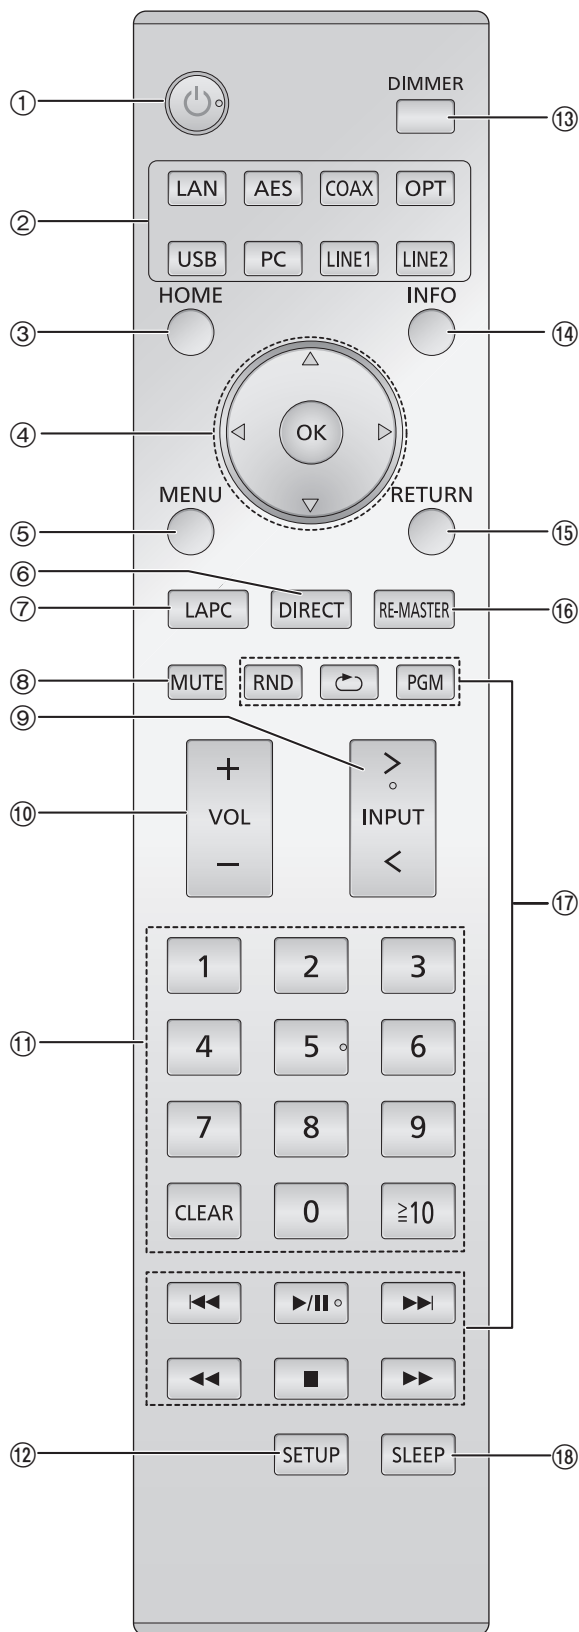 DIMMER
① ⑬
LAN AES COAX OPT
②
USB PC LINE1 LINE2
HOME INFO
③ ⑭
④ OK
MENU RETURN
⑤ ⑮
⑥
⑦ LAPC DIRECT RE-MASTER ⑯
⑧ MUTE RND PGM
⑨
+ >
⑩ VOL INPUT
− <
⑰
1 2 3
⑪ 4 5 6
7 8 9
CLEAR 0 ≧10
⑫ SETUP SLEEP ⑱